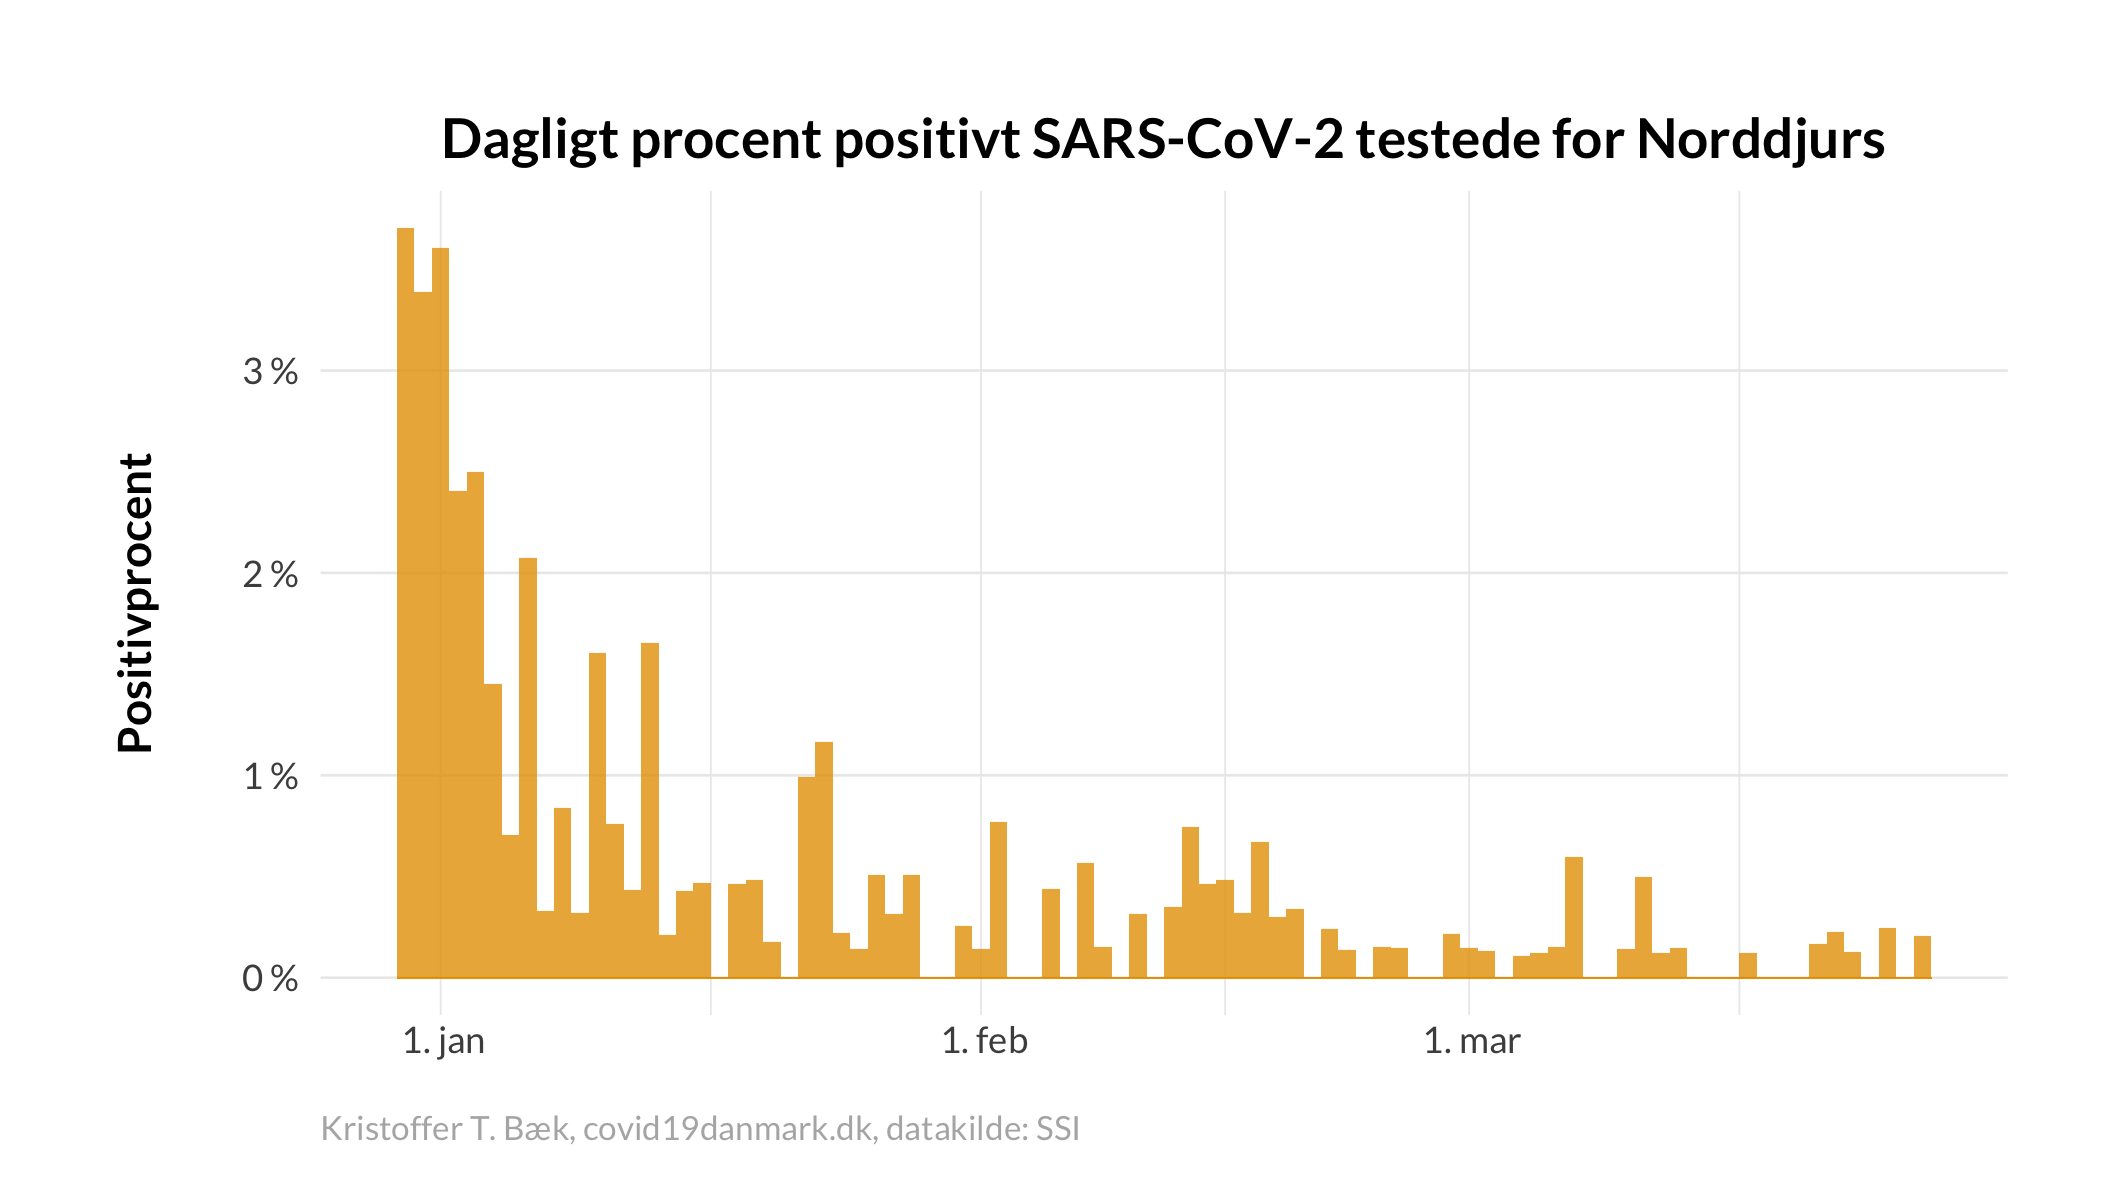 Dagligt procent positivt SARS-CoV-2 testede for Norddjurs
Positivprocent
3 %
2 %
1 %
0 %
1. jan
1. feb
1. mar
Kristoffer T. Bæk, covid19danmark.dk, datakilde: SSI